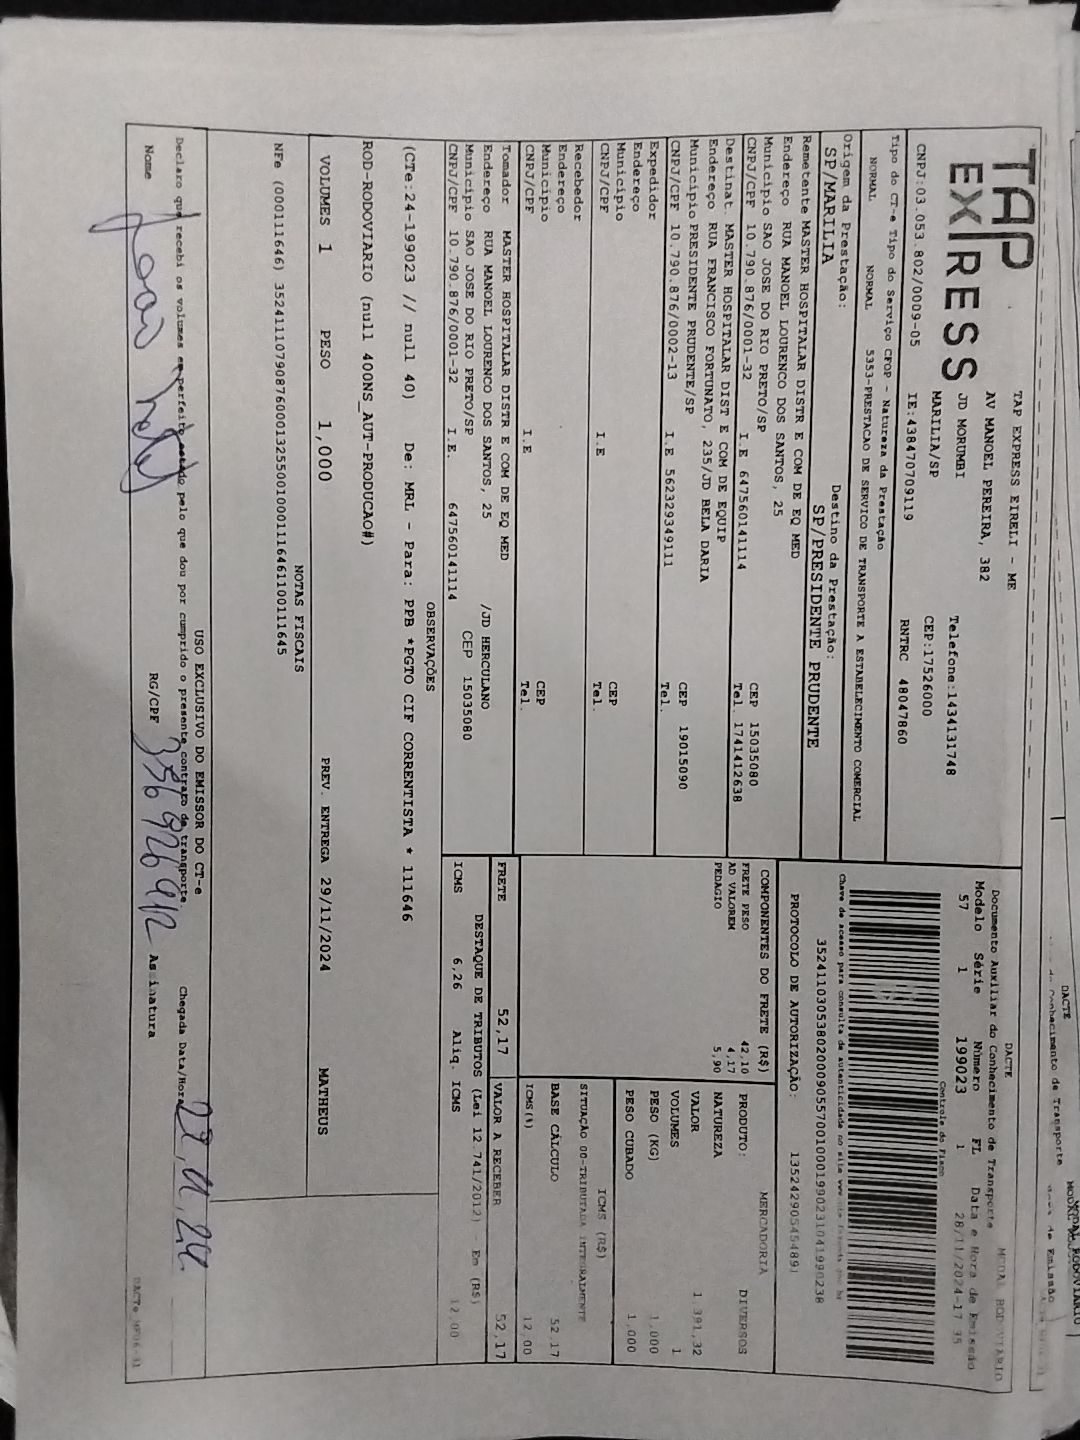 TAP EXPRESS
TAP EXPRESS EIRELI - ME
AV MANOEL PEREIRA, 382
JD MORUMBI Telefone:1434131748
MARILIA/SP CEP:17526000
CNPJ:03.053.802/0009-05 IE:438470709119 RNTRC 48047860
Tipo do CT-e Tipo do Serviço CFOP - Natureza da Prestação
NORMAL NORMAL 5353-PRESTACAO DE SERVICO DE TRANSPORTE A ESTABELECIMENTO COMERCIAL
Origem da Prestação: Destino da Prestação:
SP/MARILIA SP/PRESIDENTE PRUDENTE
DACTE MODAL RODOVIARIO
Documento Auxiliar do Conhecimento de Transporte
Modelo Série Número FL Data e Hora de Emissão
57 1 199023 1 28/11/2024-17 35
Controle do Fisco
Chave de acesso para consulta de autenticidade no site
35241103053802000905570010001990231041990238
PROTOCOLO DE AUTORIZAÇÃO: 135242905454891
Remetente MASTER HOSPITALAR DISTR E COM DE EQ MED
Endereço RUA MANOEL LOURENCO DOS SANTOS, 25
Município SAO JOSE DO RIO PRETO/SP CEP 15035080
CNPJ/CPF 10.790.876/0001-32 I.E 647560141114 Tel. 1741412638
Destinat. MASTER HOSPITALAR DIST E COM DE EQUIP
Endereço RUA FRANCISCO FORTUNATO, 235/JD BELA DARIA
Município PRESIDENTE PRUDENTE/SP CEP 19015090
CNPJ/CPF 10.790.876/0002-13 I.E 562329349111 Tel.
Expedidor
Endereço
Município CEP
CNPJ/CPF I.E Tel.
Recebedor
Endereço
Município CEP
CNPJ/CPF I.E Tel.
Tomador MASTER HOSPITALAR DISTR E COM DE EQ MED
Endereço RUA MANOEL LOURENCO DOS SANTOS, 25 /JD HERCULANO
Município SAO JOSE DO RIO PRETO/SP CEP 15035080
CNPJ/CPF 10.790.876/0001-32 I.E. 647560141114
COMPONENTES DO FRETE (R$)
FRETE PESO 42,10
AD VALOREM 4,17
PEDAGIO 5,90
MERCADORIA
PRODUTO: DIVERSOS
NATUREZA
VALOR 1.391,32
VOLUMES 1
PESO (KG) 1,000
PESO CUBADO 1,000
ICMS (R$)
SITUAÇÃO 00-TRIBUTADA INTEGRALMENTE
BASE CÁLCULO 52,17
ICMS(%) 12,00
FRETE 52,17 VALOR A RECEBER 52,17
DESTAQUE DE TRIBUTOS (Lei 12.741/2012) - Em (R$)
ICMS 6,26 Aliq. ICMS 12,00
OBSERVAÇÕES
(CTe:24-199023 // null 40) De: MRL - Para: PPB *PGTO CIF CORRENTISTA * 111646
ROD-RODOVIARIO (null 400NS_AUT-PRODUCAO#)
VOLUMES 1 PESO 1,000 PREV. ENTREGA 29/11/2024 MATHEUS
NOTAS FISCAIS
NFe (000111646) 35241110790876000132550010001116461100111645
USO EXCLUSIVO DO EMISSOR DO CT-e
Declaro que recebi os volumes em perfeito estado pelo que dou por cumprido o presente contrato de transporte. Chegada Data/Hora
Nome RG/CPF Assinatura